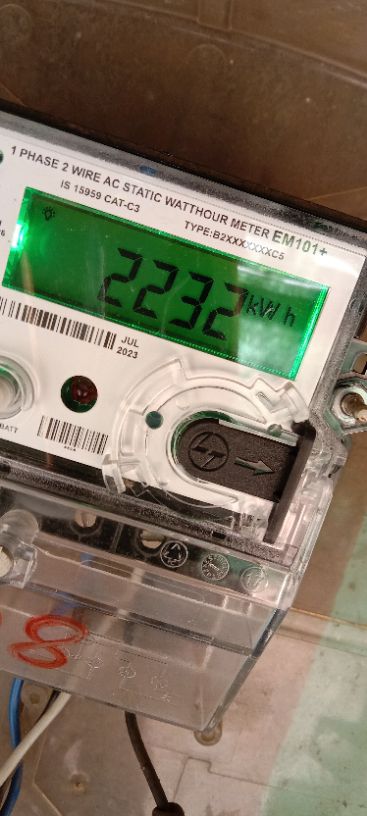 1 PHASE 2 WIRE AC STATIC WATTHOUR METER EM101+
IS 15959 CAT-C3
TYPE:B2XXXXXXXC5
2232 kWh
JUL
2023
BATT
8